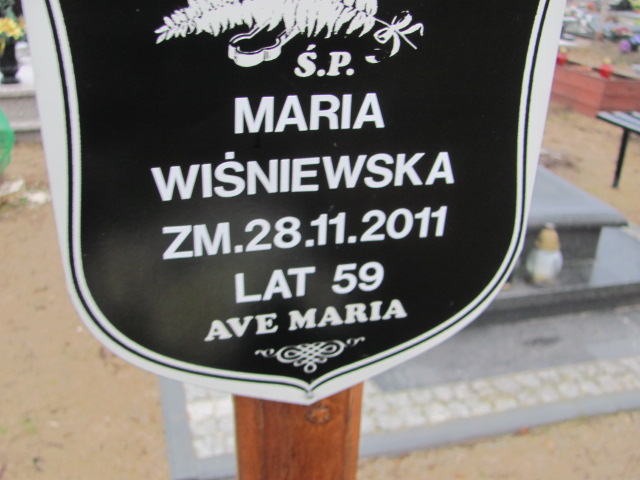 Ś.P.
MARIA
WIŚNIEWSKA
ZM.28.11.2011
LAT 59
AVE MARIA